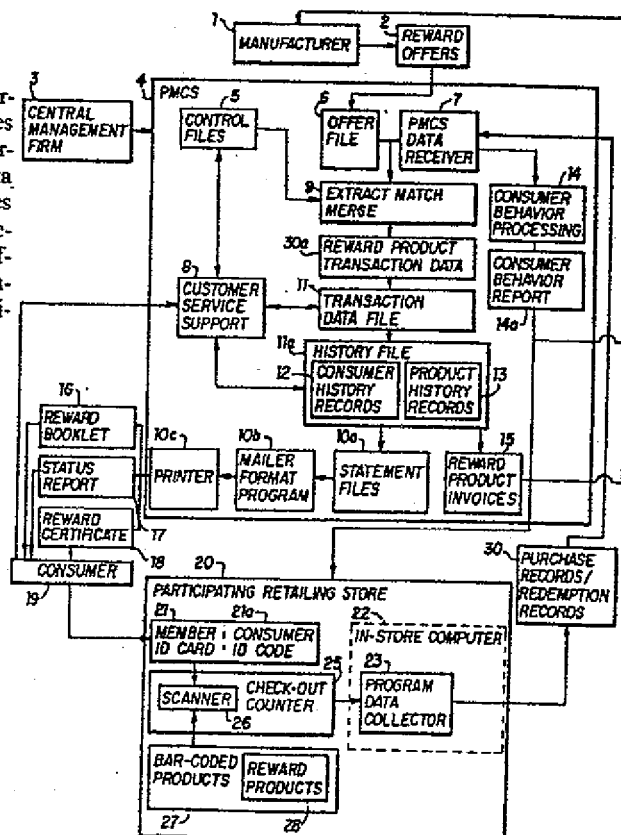 1
MANUFACTURER
2
REWARD
OFFERS
3
CENTRAL
MANAGEMENT
FIRM
4
PMCS
5
CONTROL
FILES
6
OFFER
FILE
7
PMCS
DATA
RECEIVER
9
EXTRACT MATCH
MERGE
14
CONSUMER
BEHAVIOR
PROCESSING
30a
REWARD PRODUCT
TRANSACTION DATA
CONSUMER
BEHAVIOR
REPORT
14a
8
CUSTOMER
SERVICE
SUPPORT
11
TRANSACTION
DATA FILE
11a
HISTORY FILE
12
CONSUMER
HISTORY
RECORDS
PRODUCT
HISTORY
RECORDS
13
16
REWARD
BOOKLET
STATUS
REPORT
17
REWARD
CERTIFICATE
18
CONSUMER
19
10c
PRINTER
10b
MAILER
FORMAT
PROGRAM
10a
STATEMENT
FILES
15
REWARD
PRODUCT
INVOICES
30
PURCHASE
RECORDS/
REDEMPTION
RECORDS
20
PARTICIPATING RETAILING STORE
21
MEMBER
ID CARD
21a
CONSUMER
ID CODE
22
IN-STORE COMPUTER
23
PROGRAM
DATA
COLLECTOR
25
CHECK-OUT
COUNTER
SCANNER
26
BAR-CODED
PRODUCTS
REWARD
PRODUCTS
27
28